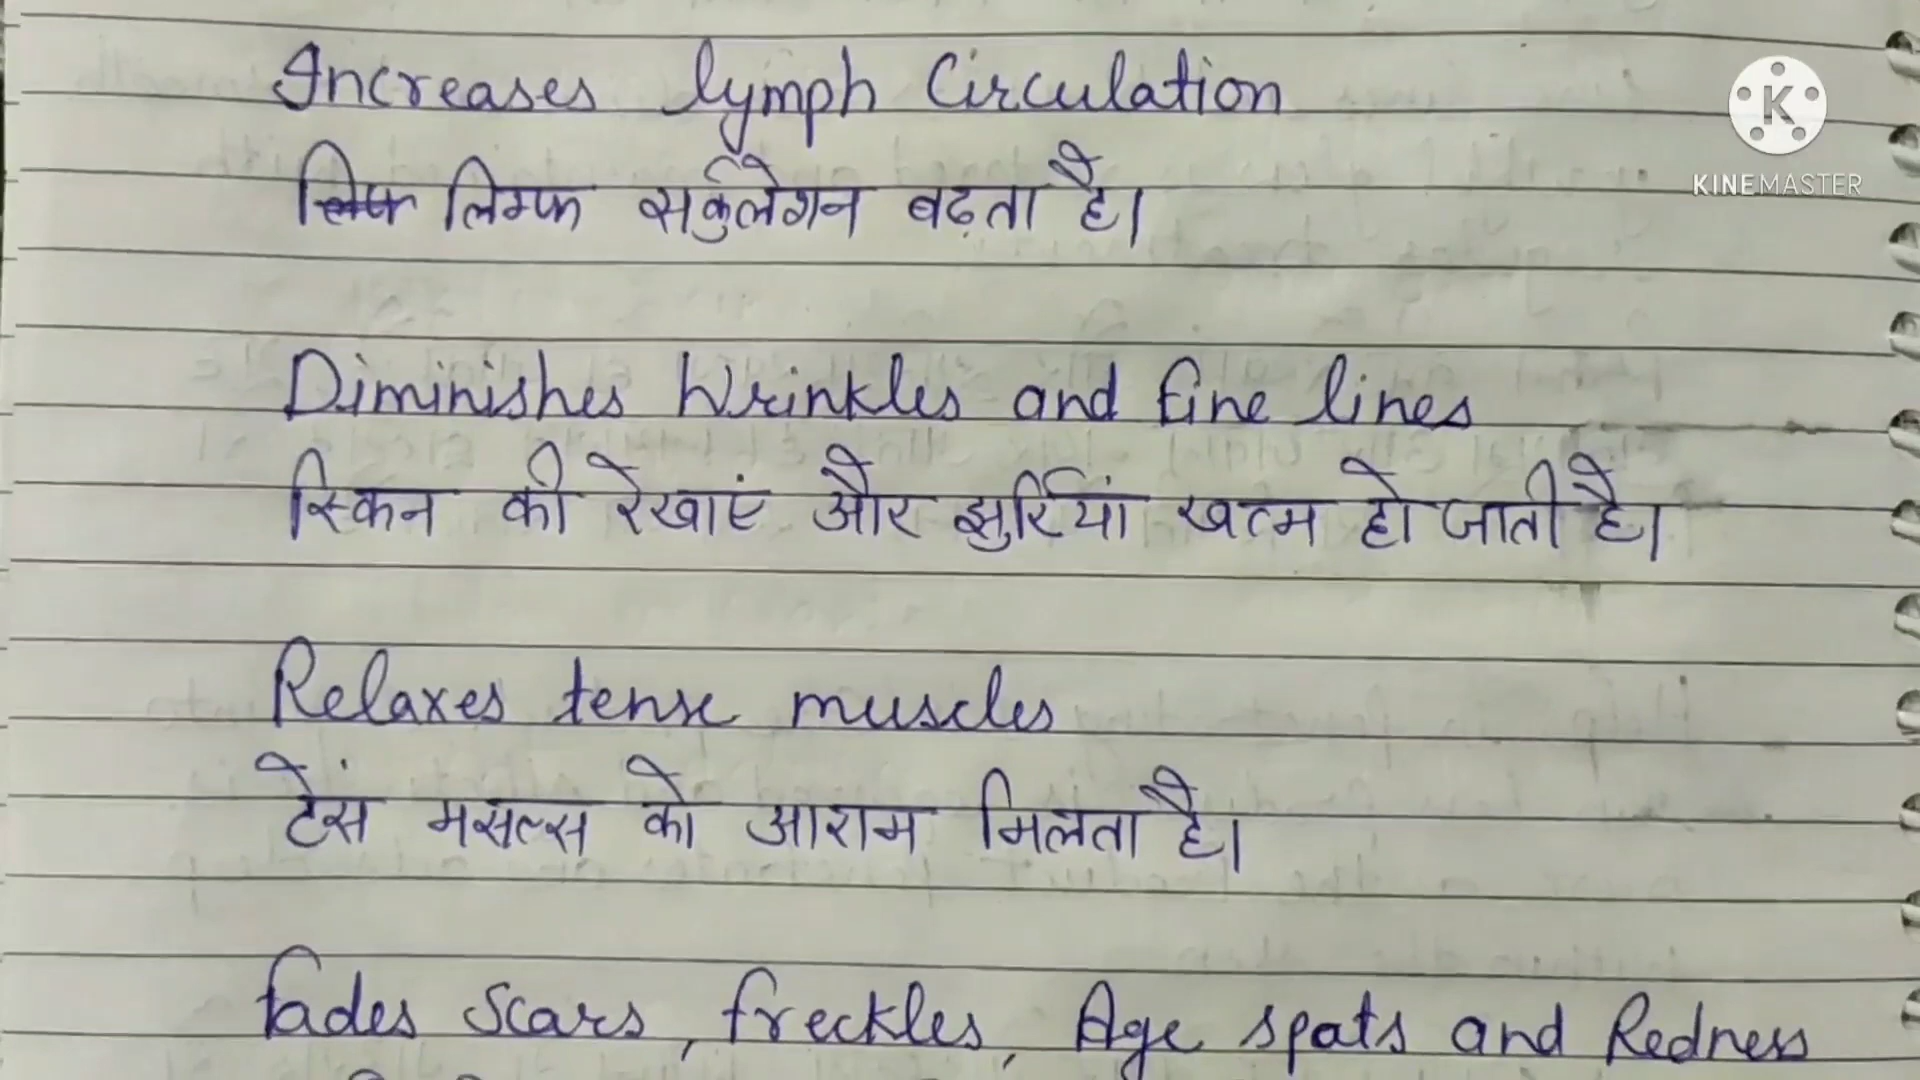 Increases lymph Circulation
लिम्फ सर्कुलेशन बढ़ता है।
Diminishes Wrinkles and fine lines
स्किन की रेखाएं और झुर्रियां खत्म हो जाती है।
Relaxes tense muscles
टेंस मसल्स को आराम मिलता है।
fades Scars, freckles, Age spats and Redness
KINEMASTER